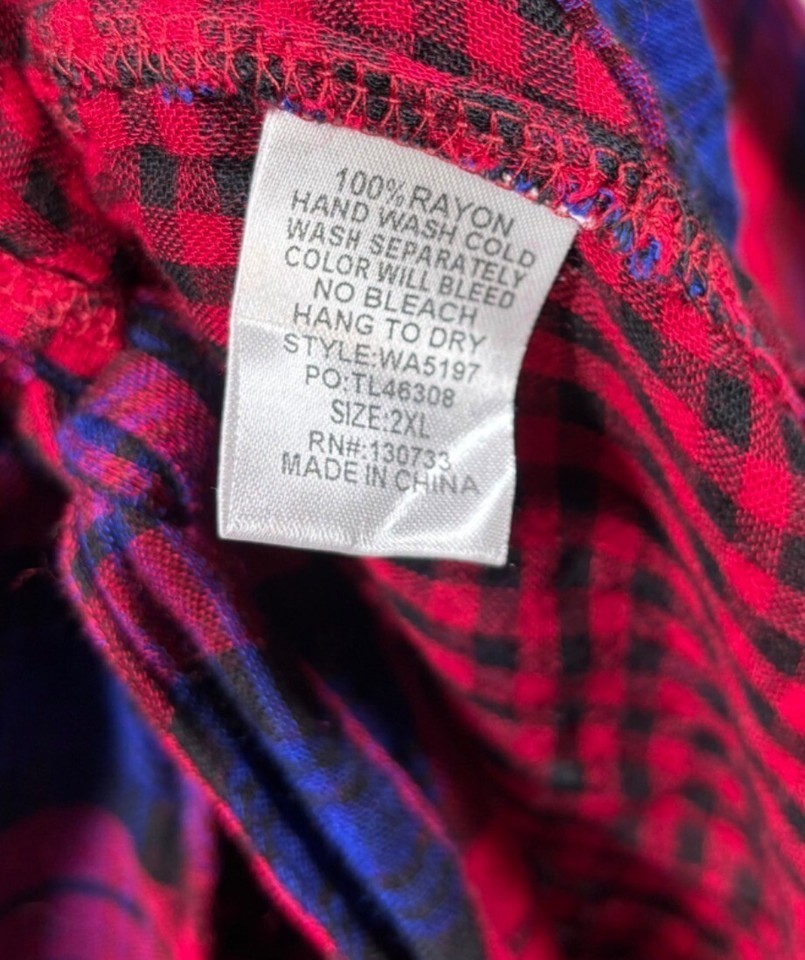 100% RAYON
HAND WASH COLD
WASH SEPARATELY
COLOR WILL BLEED
NO BLEACH
HANG TO DRY
STYLE:WA5197
PO:TL46308
SIZE:2XL
RN#:130733
MADE IN CHINA